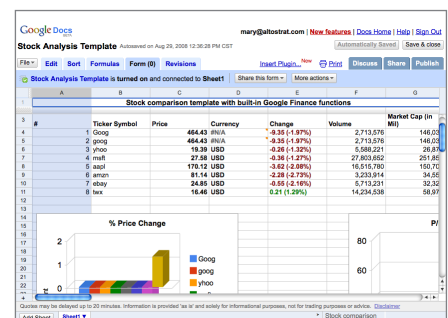 Google Docs
BETA
mary@altostrat.com | New features | Docs Home | Help | Sign Out
Stock Analysis Template Autosaved on Aug 29, 2008 12:36:26 PM CST
Automatically Saved Save & close
File Edit Sort Formulas Form (0) Revisions
Insert Plugin... New Print Discuss Share Publish
Stock Analysis Template is turned on and connected to Sheet1 Share this form More actions
A B C D E F G
1 Stock comparison template with built-in Google Finance functions
3 # Ticker Symbol Price Currency Change Volume Market Cap (in Mil)
4 1 Goog 464.43 #N/A -9.35 (-1.97%) 2,713,576 146,03
5 2 goog 464.43 #N/A -9.35 (-1.97%) 2,713,576 146,03
6 3 yhoo 19.39 USD -0.26 (-1.32%) 5,588,221 26,87
7 4 msft 27.58 USD -0.36 (-1.27%) 27,803,652 251,85
8 5 aapl 170.12 USD -3.62 (-2.08%) 16,515,780 150,70
9 6 amzn 81.14 USD -2.28 (-2.73%) 3,233,914 34,55
10 7 ebay 24.85 USD -0.55 (-2.16%) 5,713,231 32,32
11 8 twx 16.46 USD 0.21 (1.29%) 14,234,538 58,97
12
13
14
15
16
17
18
19
20
21
22
% Price Change
2
1
0
Goog
goog
yhoo
P/
80
60
Quotes may be delayed up to 20 minutes. Information is provided 'as is' and solely for informational purposes, not for trading purposes or advice. Disclaimer
Add Sheet Sheet1 Stock comparison